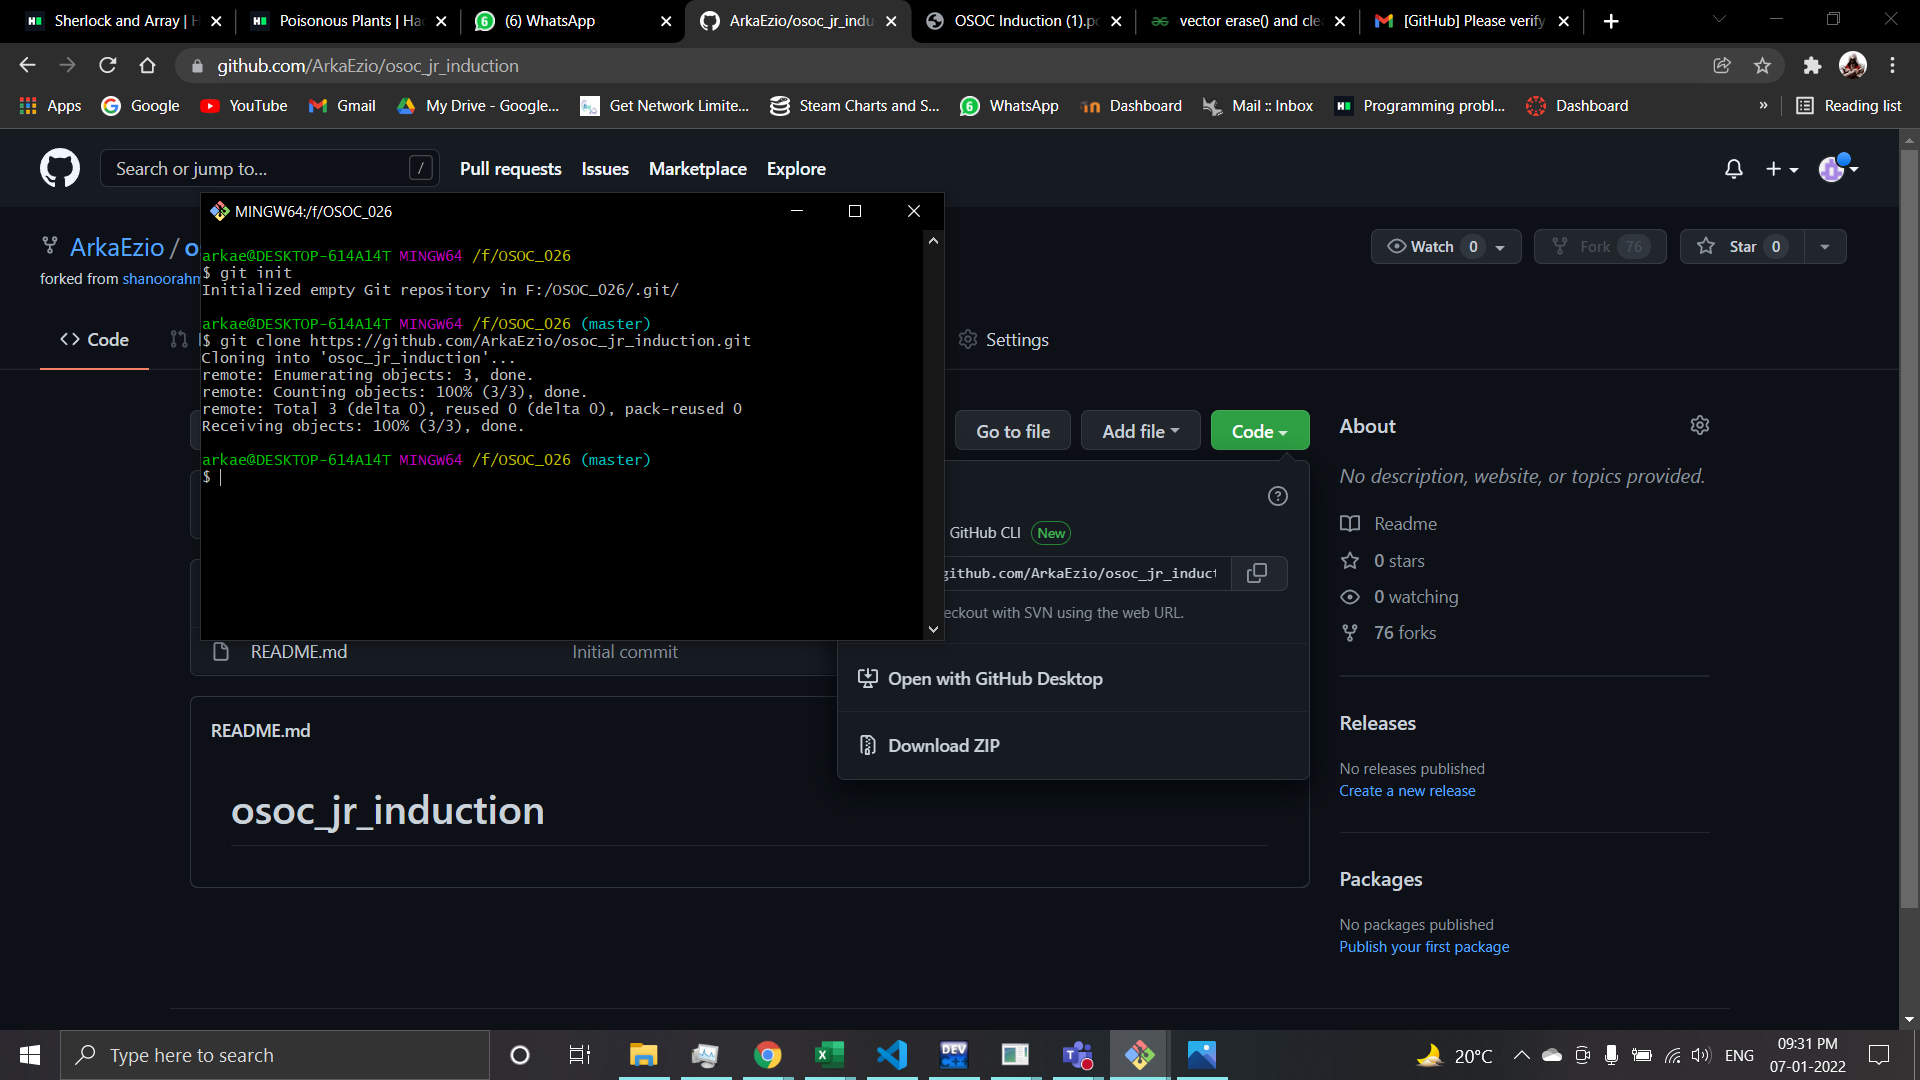 Sherlock and Array | H
Poisonous Plants | Hac
(6) WhatsApp
ArkaEzio/osoc_jr_indu
OSOC Induction (1).pd
vector erase() and clea
[GitHub] Please verify
github.com/ArkaEzio/osoc_jr_induction
Apps
Google
YouTube
Gmail
My Drive - Google...
Get Network Limite...
Steam Charts and S...
WhatsApp
Dashboard
Mail :: Inbox
Programming probl...
Dashboard
»
Reading list
Search or jump to...
/
Pull requests
Issues
Marketplace
Explore
MINGW64:/f/OSOC_026
ArkaEzio / o
forked from shanoorahm
Watch 0
Fork 76
Star 0
Code
Settings
arkae@DESKTOP-614A14T MINGW64 /f/OSOC_026
$ git init
Initialized empty Git repository in F:/OSOC_026/.git/
arkae@DESKTOP-614A14T MINGW64 /f/OSOC_026 (master)
$ git clone https://github.com/ArkaEzio/osoc_jr_induction.git
Cloning into 'osoc_jr_induction'...
remote: Enumerating objects: 3, done.
remote: Counting objects: 100% (3/3), done.
remote: Total 3 (delta 0), reused 0 (delta 0), pack-reused 0
Receiving objects: 100% (3/3), done.
arkae@DESKTOP-614A14T MINGW64 /f/OSOC_026 (master)
$
Go to file
Add file
Code
GitHub CLI New
github.com/ArkaEzio/osoc_jr_induct
eckout with SVN using the web URL.
Open with GitHub Desktop
Download ZIP
README.md
Initial commit
README.md
osoc_jr_induction
About
No description, website, or topics provided.
Readme
0 stars
0 watching
76 forks
Releases
No releases published
Create a new release
Packages
No packages published
Publish your first package
Type here to search
20°C
ENG
09:31 PM
07-01-2022